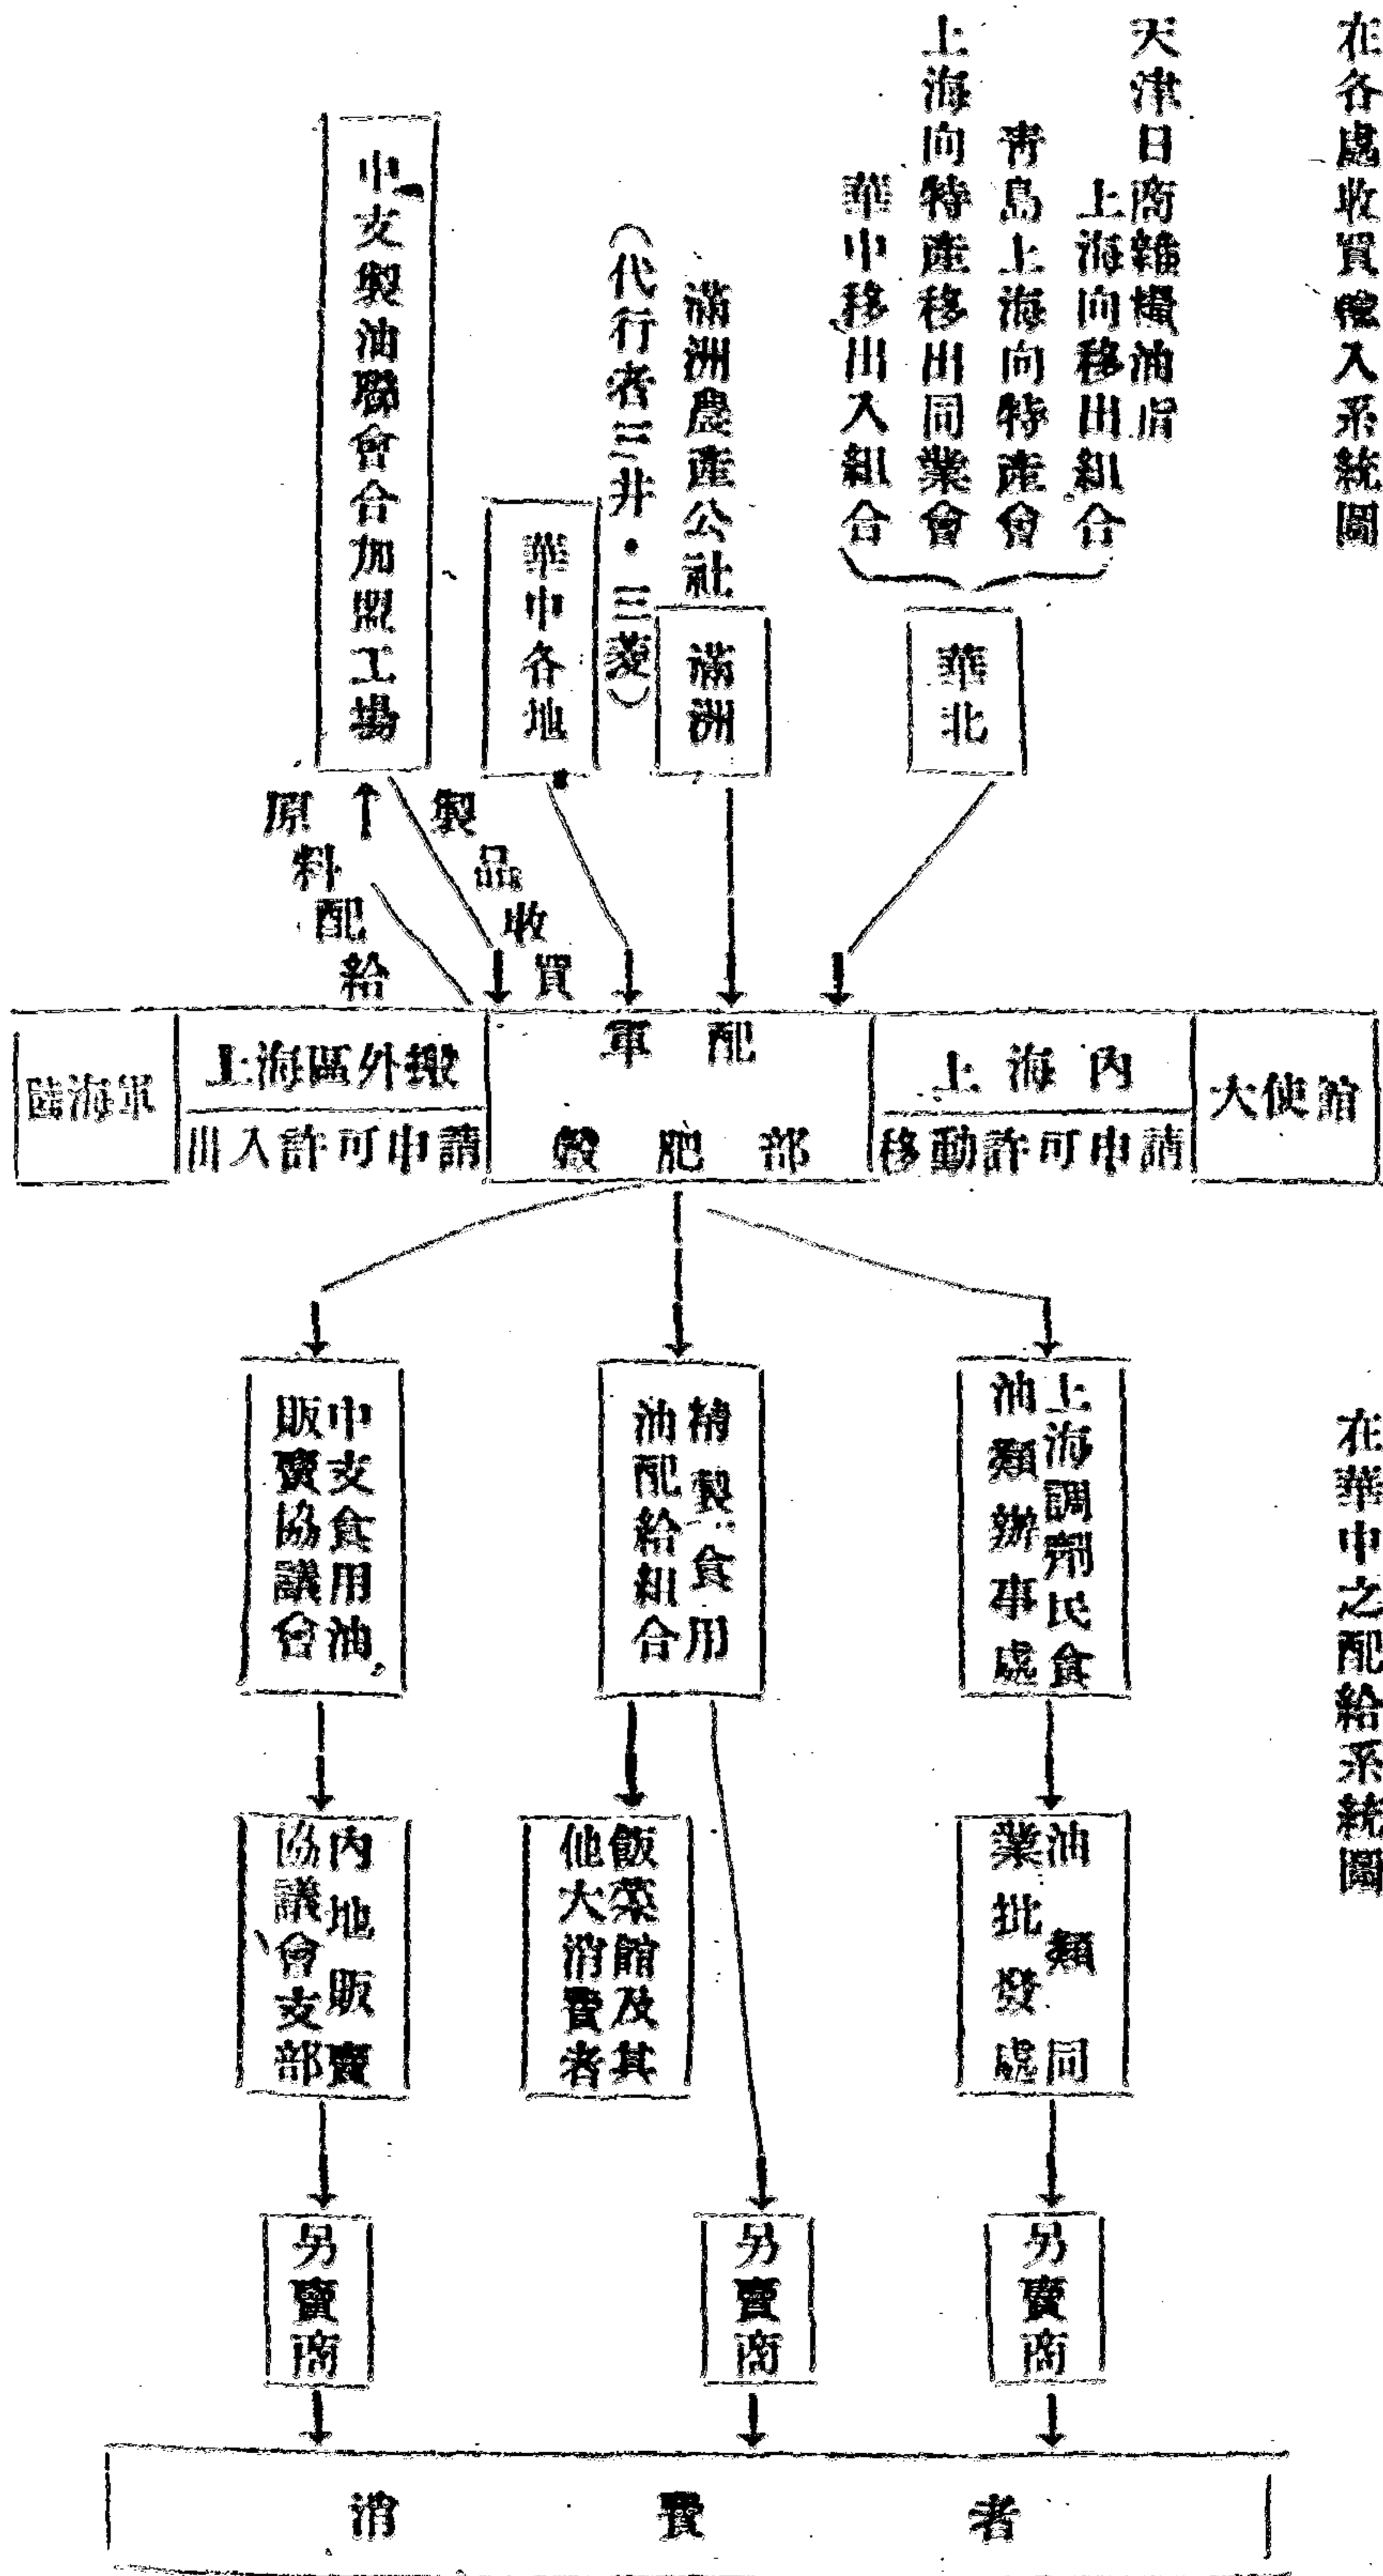 在各處收買輸入系統圖
天津日商雜穀油脂
上海向移出組合
靑島上海向特產會
上海向特產移出同業會
華中移出入組合
華北
滿洲農產公社
滿洲
(代行者三井・三菱)
華中各地
中支製油聯合會加盟工場
製品收買
原料配給
大使館
上海內
移動許可申請
軍配
穀肥部
上海區外搬
出入許可申請
陸海軍
在華中之配給系統圖
上海調劑民食
油類辦事處
精製食用
油配給組合
中支食用油
販賣協議會
油類同
業批發處
飯菜館及其
他大消費者
內地販賣
協議會支部
另賣商
另賣商
另賣商
消費者